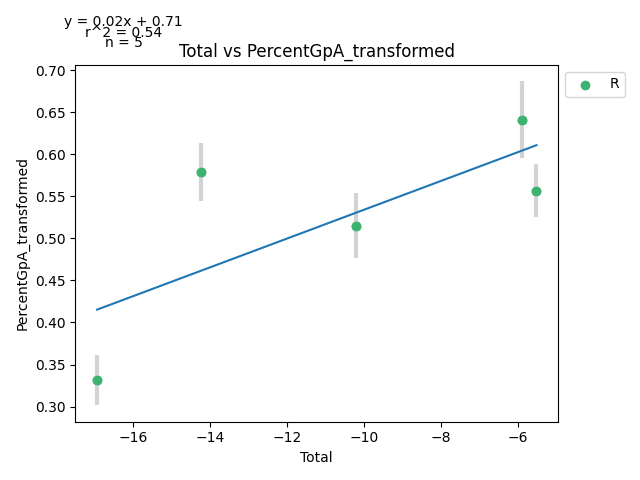 y = 0.02x + 0.71
r^2 = 0.54
n = 5
Total vs PercentGpA_transformed
R
PercentGpA_transformed
0.70
0.65
0.60
0.55
0.50
0.45
0.40
0.35
0.30
−16
−14
−12
−10
−8
−6
Total